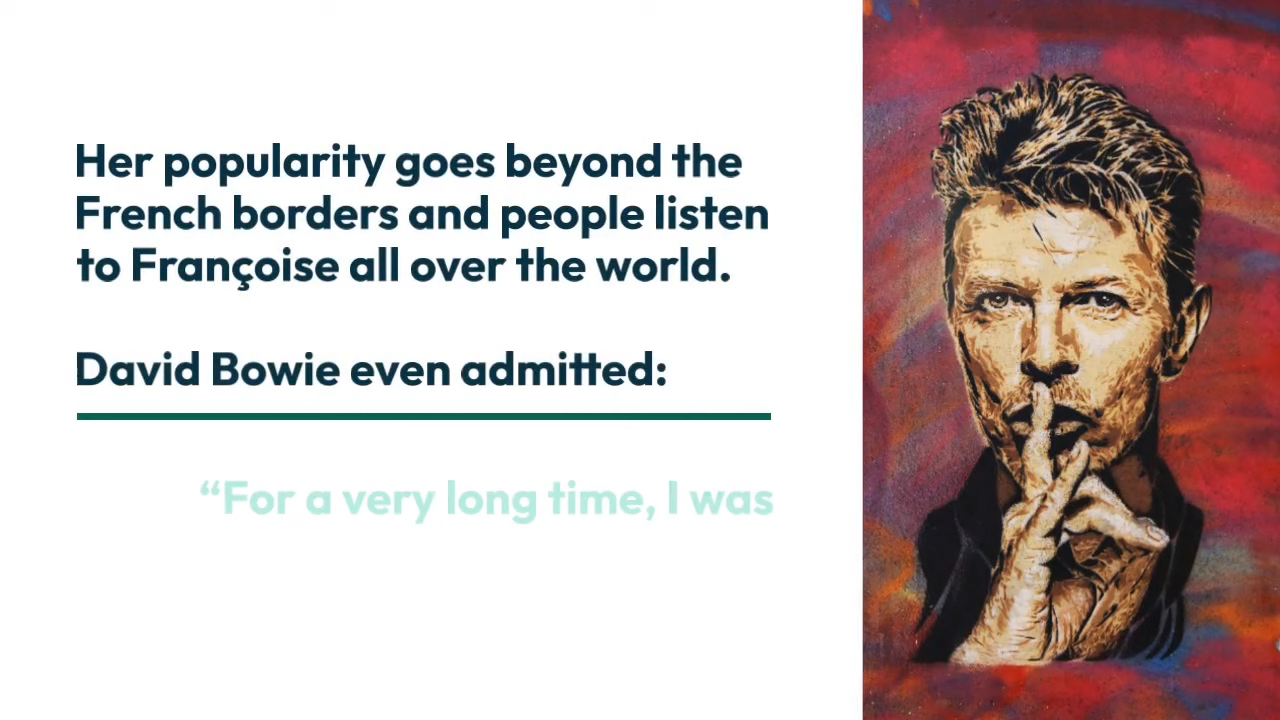 Her popularity goes beyond the
French borders and people listen
to Françoise all over the world.
David Bowie even admitted:
“For a very long time, I was